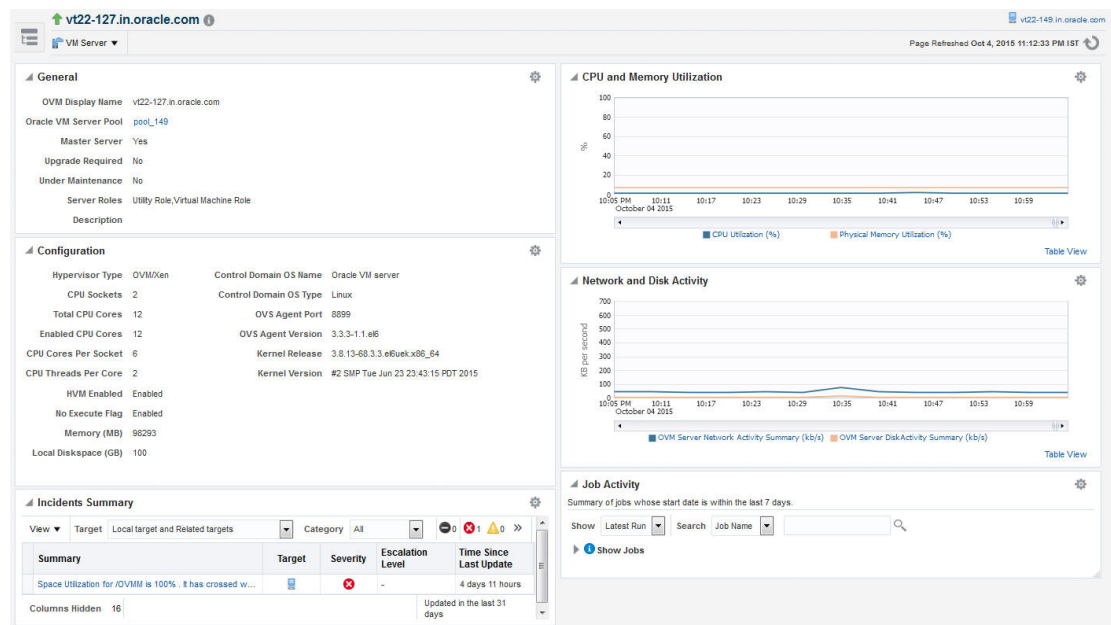 vt22-127.in.oracle.com
vt22-149.in.oracle.com
VM Server
Page Refreshed Oct 4, 2015 11:12:33 PM IST
General
OVM Display Name vt22-127.in.oracle.com
Oracle VM Server Pool pool_149
Master Server Yes
Upgrade Required No
Under Maintenance No
Server Roles Utility Role,Virtual Machine Role
Description
Configuration
Hypervisor Type OVM/Xen Control Domain OS Name Oracle VM server
CPU Sockets 2 Control Domain OS Type Linux
Total CPU Cores 12 OVS Agent Port 8899
Enabled CPU Cores 12 OVS Agent Version 3.3.3-1.1.el6
CPU Cores Per Socket 6 Kernel Release 3.8.13-68.3.3.el6uek.x86_64
CPU Threads Per Core 2 Kernel Version #2 SMP Tue Jun 23 23:43:15 PDT 2015
HVM Enabled Enabled
No Execute Flag Enabled
Memory (MB) 98293
Local Diskspace (GB) 100
Incidents Summary
View Target Local target and Related targets Category All 0 1 0 »
Summary Target Severity Escalation Level Time Since Last Update
Space Utilization for /OVMM is 100% . It has crossed w... - 4 days 11 hours
Columns Hidden 16 Updated in the last 31 days
CPU and Memory Utilization
100
80
60
%
40
20
0
10:05 PM 10:11 10:17 10:23 10:29 10:35 10:41 10:47 10:53 10:59
October 04 2015
CPU Utilization (%) Physical Memory Utilization (%)
Table View
Network and Disk Activity
700
600
500
400
KB per second
300
200
100
0
10:05 PM 10:11 10:17 10:23 10:29 10:35 10:41 10:47 10:53 10:59
October 04 2015
OVM Server Network Activity Summary (kb/s) OVM Server DiskActivity Summary (kb/s)
Table View
Job Activity
Summary of jobs whose start date is within the last 7 days.
Show Latest Run Search Job Name
Show Jobs